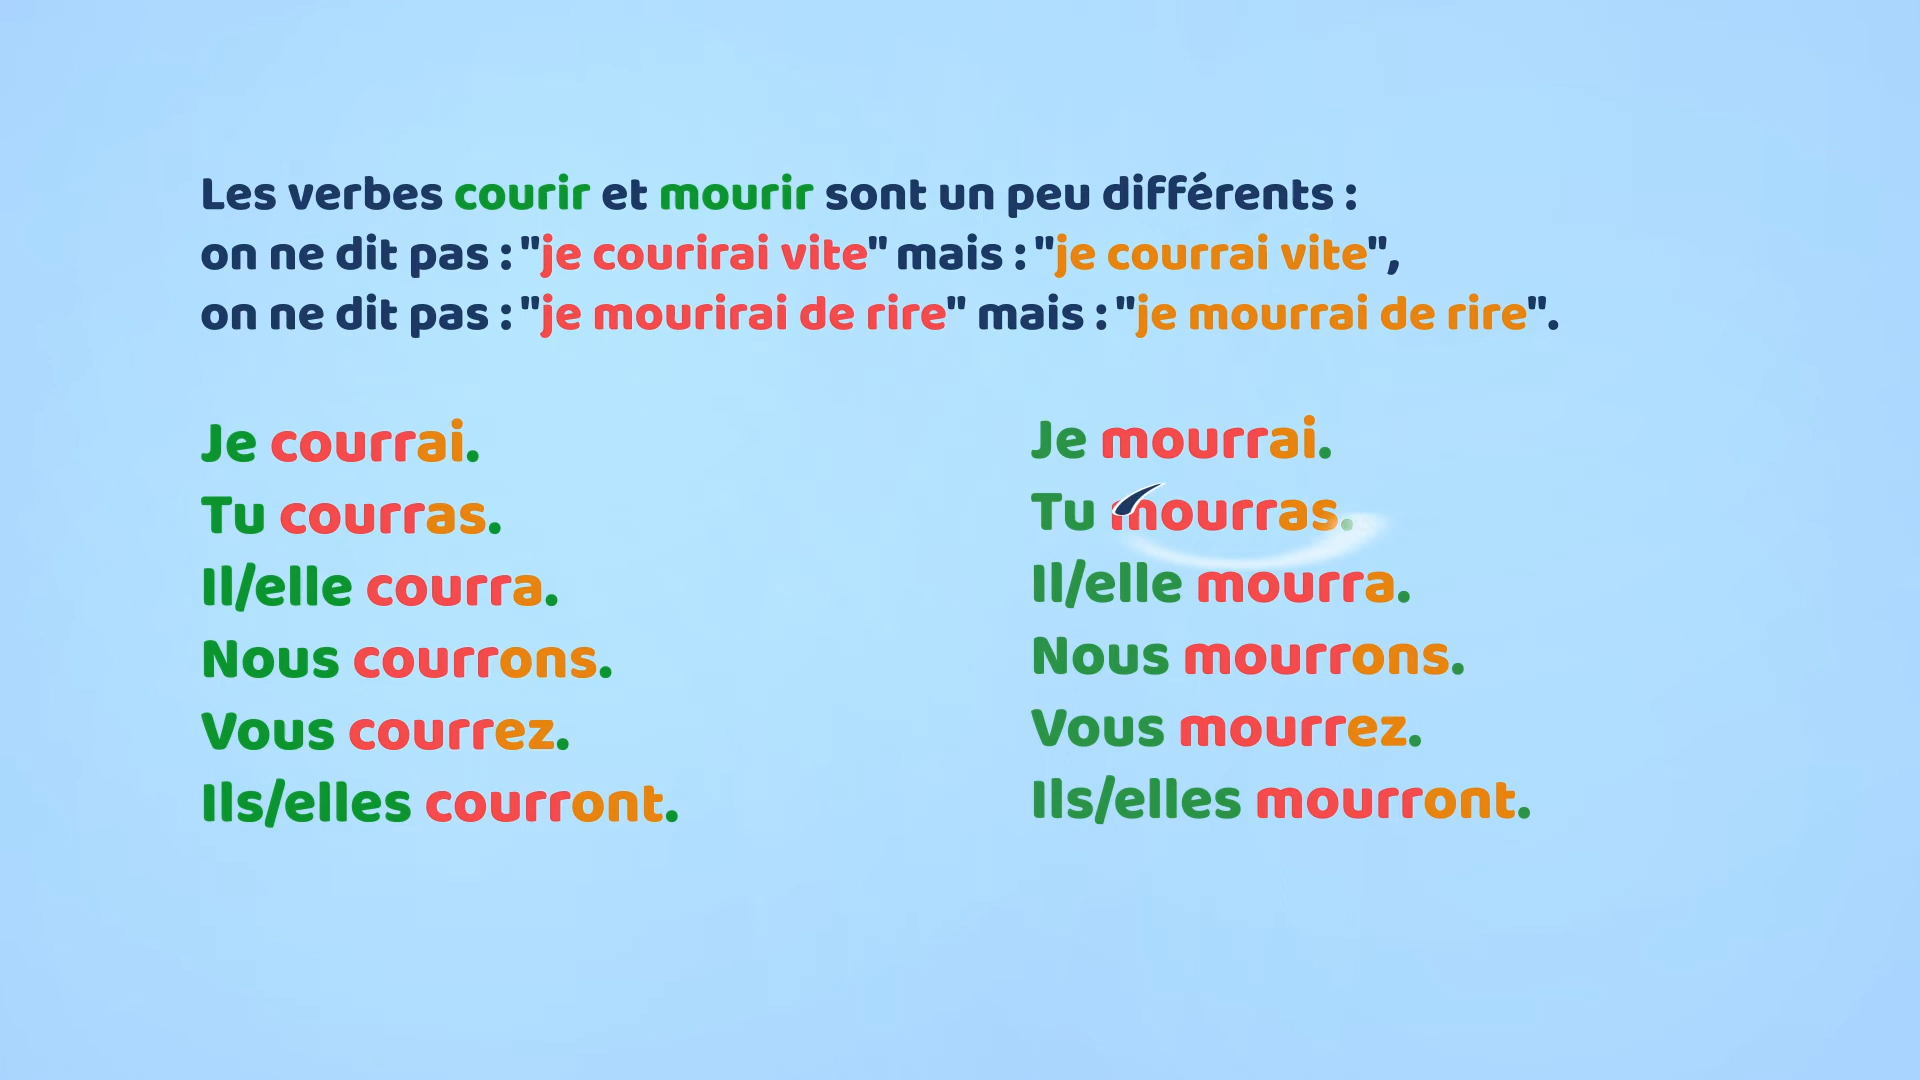 Les verbes courir et mourir sont un peu différents :
on ne dit pas : "je courirai vite" mais : "je courrai vite",
on ne dit pas : "je mourirai de rire" mais : "je mourrai de rire".
Je courrai.
Tu courras.
Il/elle courra.
Nous courrons.
Vous courrez.
Ils/elles courront.
Je mourrai.
Tu mourras.
Il/elle mourra.
Nous mourrons.
Vous mourrez.
Ils/elles mourront.